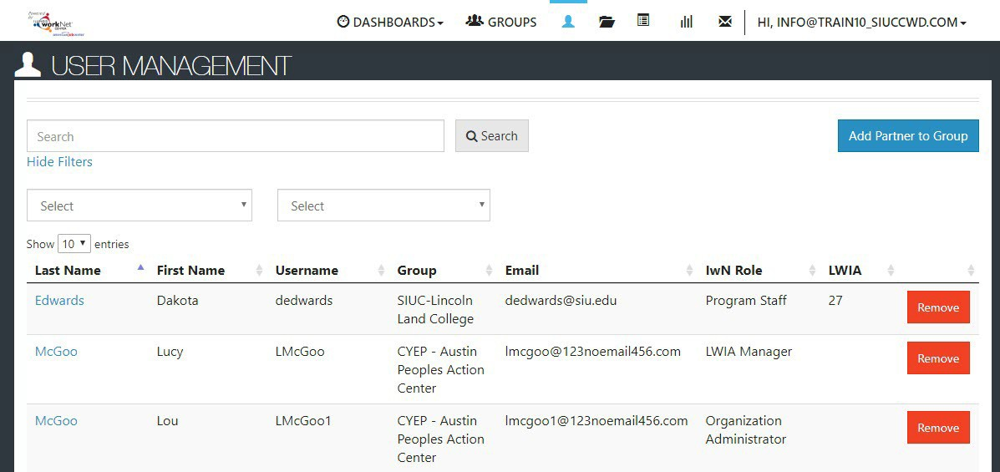 Powered by
ILLINOIS
workNet
CENTER
americanjobcenter
DASHBOARDS
GROUPS
HI, INFO@TRAIN10_SIUCCWD.COM
USER MANAGEMENT
Search
Search
Add Partner to Group
Hide Filters
Select
Select
Show 10 entries
Last Name First Name Username Group Email IwN Role LWIA
Edwards Dakota dedwards SIUC-Lincoln dedwards@siu.edu Program Staff 27
Land College
Remove
McGoo Lucy LMcGoo CYEP - Austin lmcgoo@123noemail456.com LWIA Manager
Peoples Action
Center
Remove
McGoo Lou LMcGoo1 CYEP - Austin lmcgoo1@123noemail456.com Organization
Peoples Action Administrator
Center
Remove